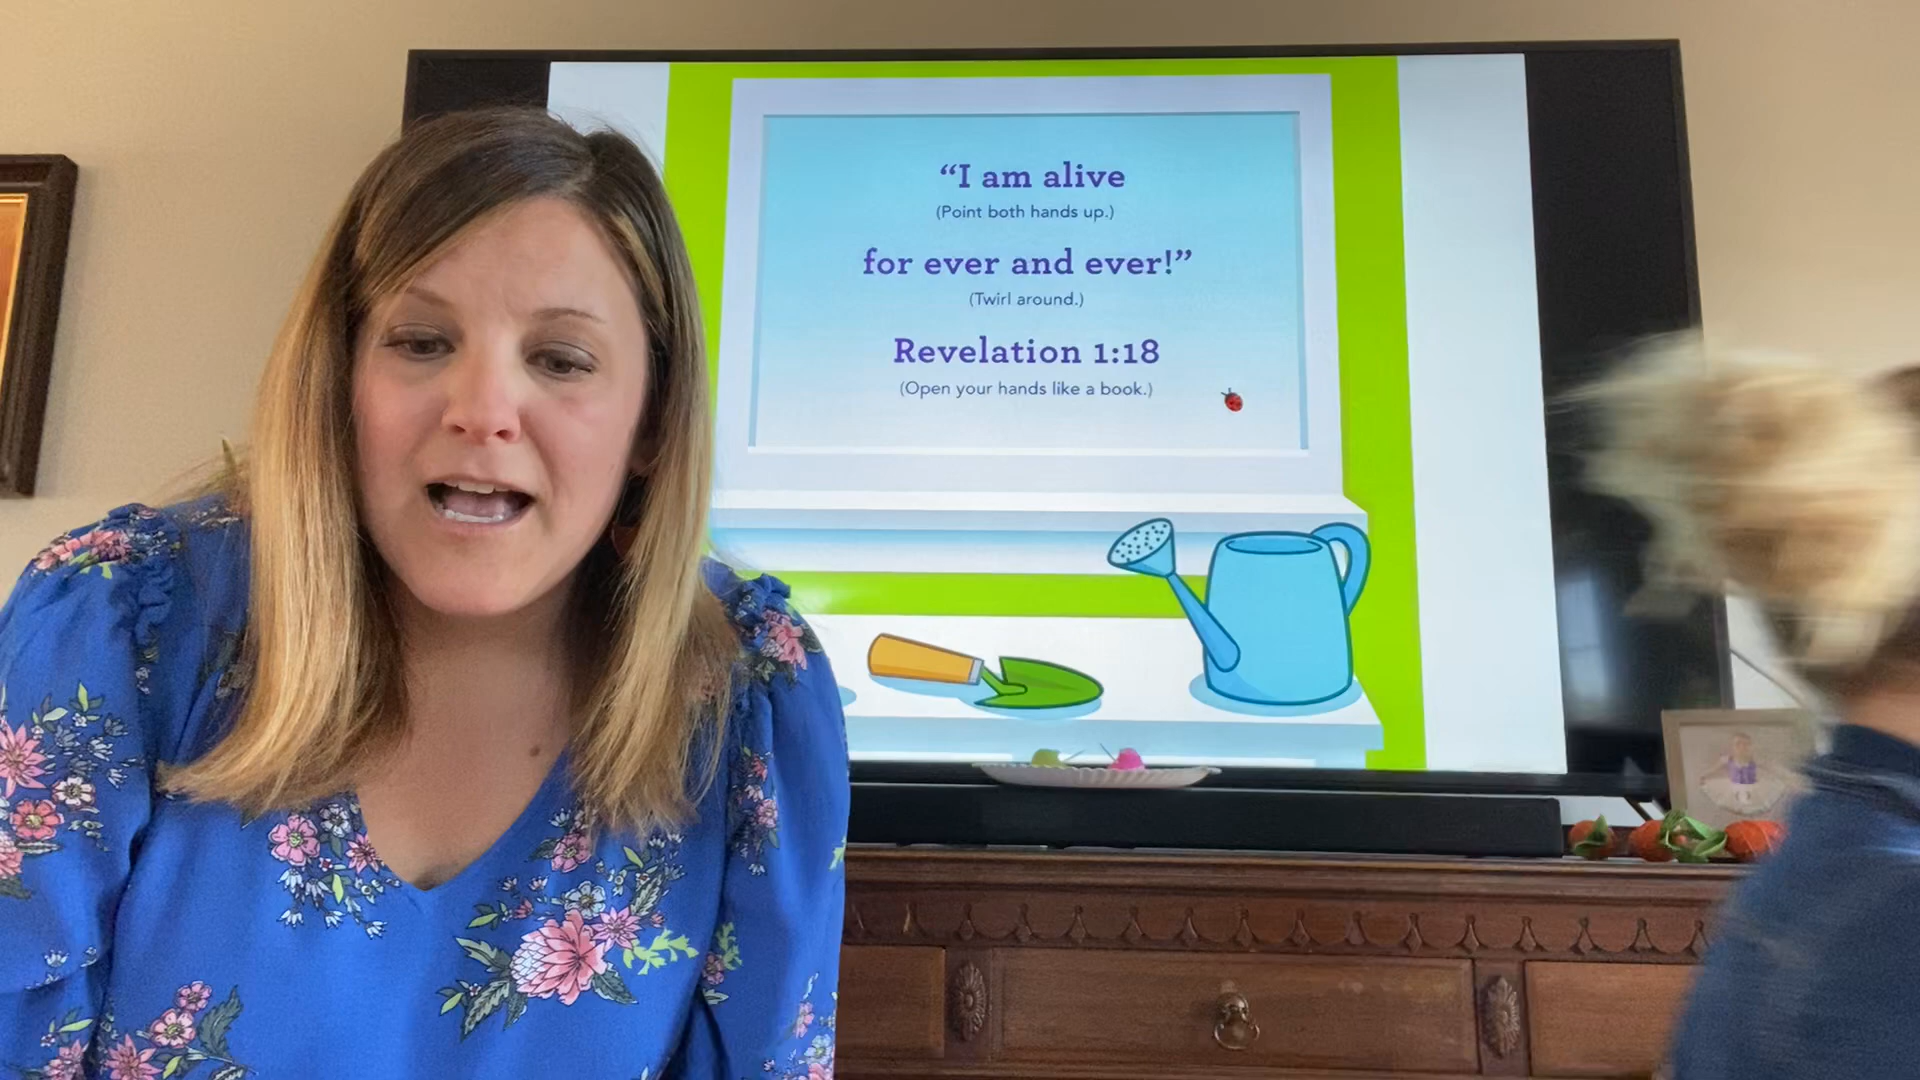 “I am alive
(Point both hands up.)
for ever and ever!”
(Twirl around.)
Revelation 1:18
(Open your hands like a book.)